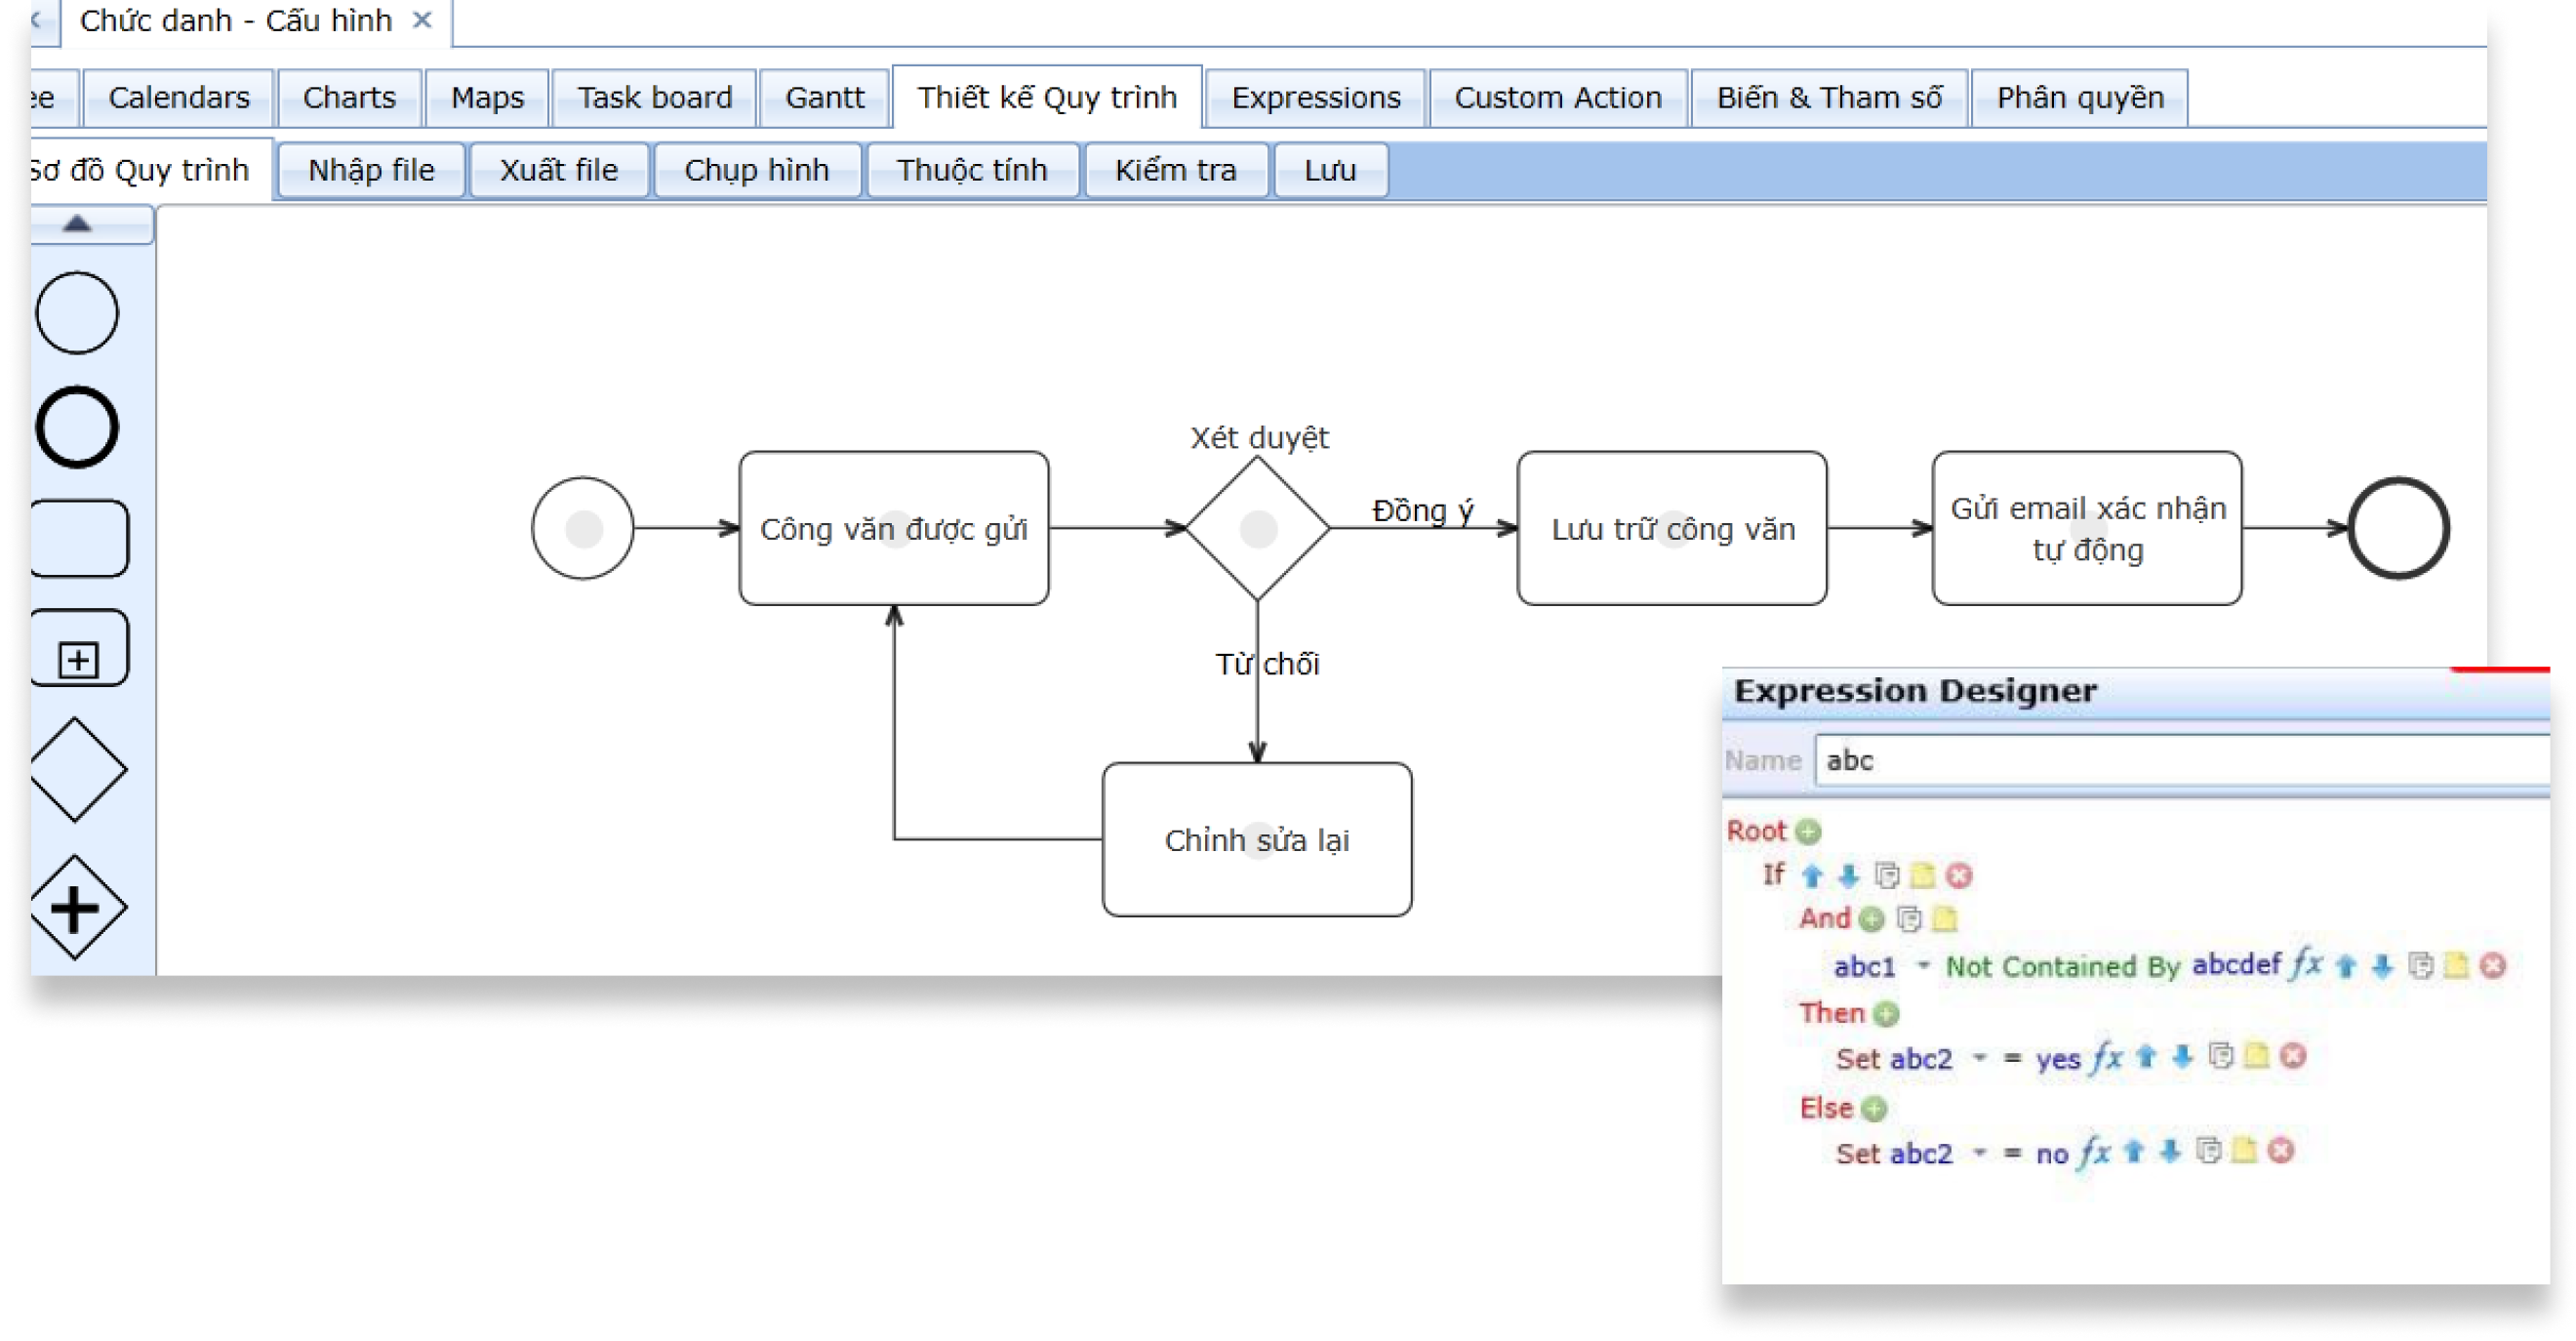 Chức danh - Cấu hình
Calendars Charts Maps Task board Gantt Thiết kế Quy trình Expressions Custom Action Biến & Tham số Phân quyền
Sơ đồ Quy trình Nhập file Xuất file Chụp hình Thuộc tính Kiểm tra Lưu
Xét duyệt
Công văn được gửi
Đồng ý
Lưu trữ công văn
Gửi email xác nhận
tự động
Từ chối
Chỉnh sửa lại
Expression Designer
Name abc
Root
If
And
abc1 Not Contained By abcdef fx
Then
Set abc2 = yes fx
Else
Set abc2 = no fx